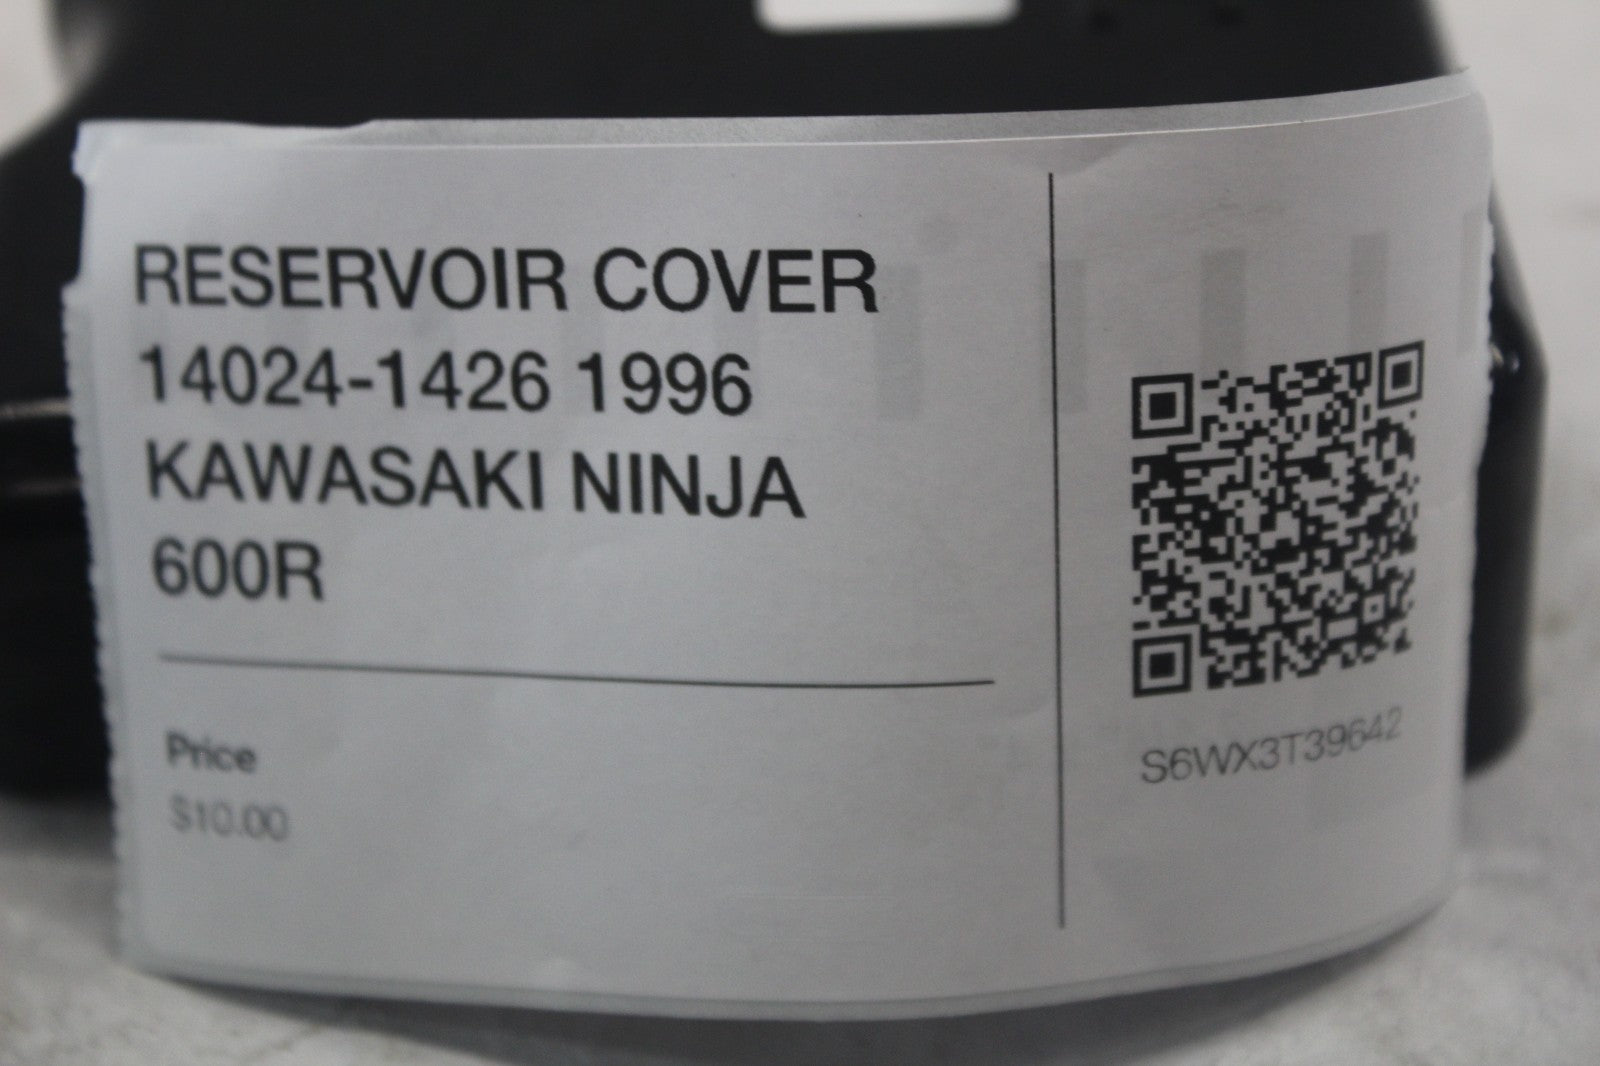 RESERVOIR COVER
14024-1426 1996
KAWASAKI NINJA
600R
Price
$10.00
S6WX3T39642